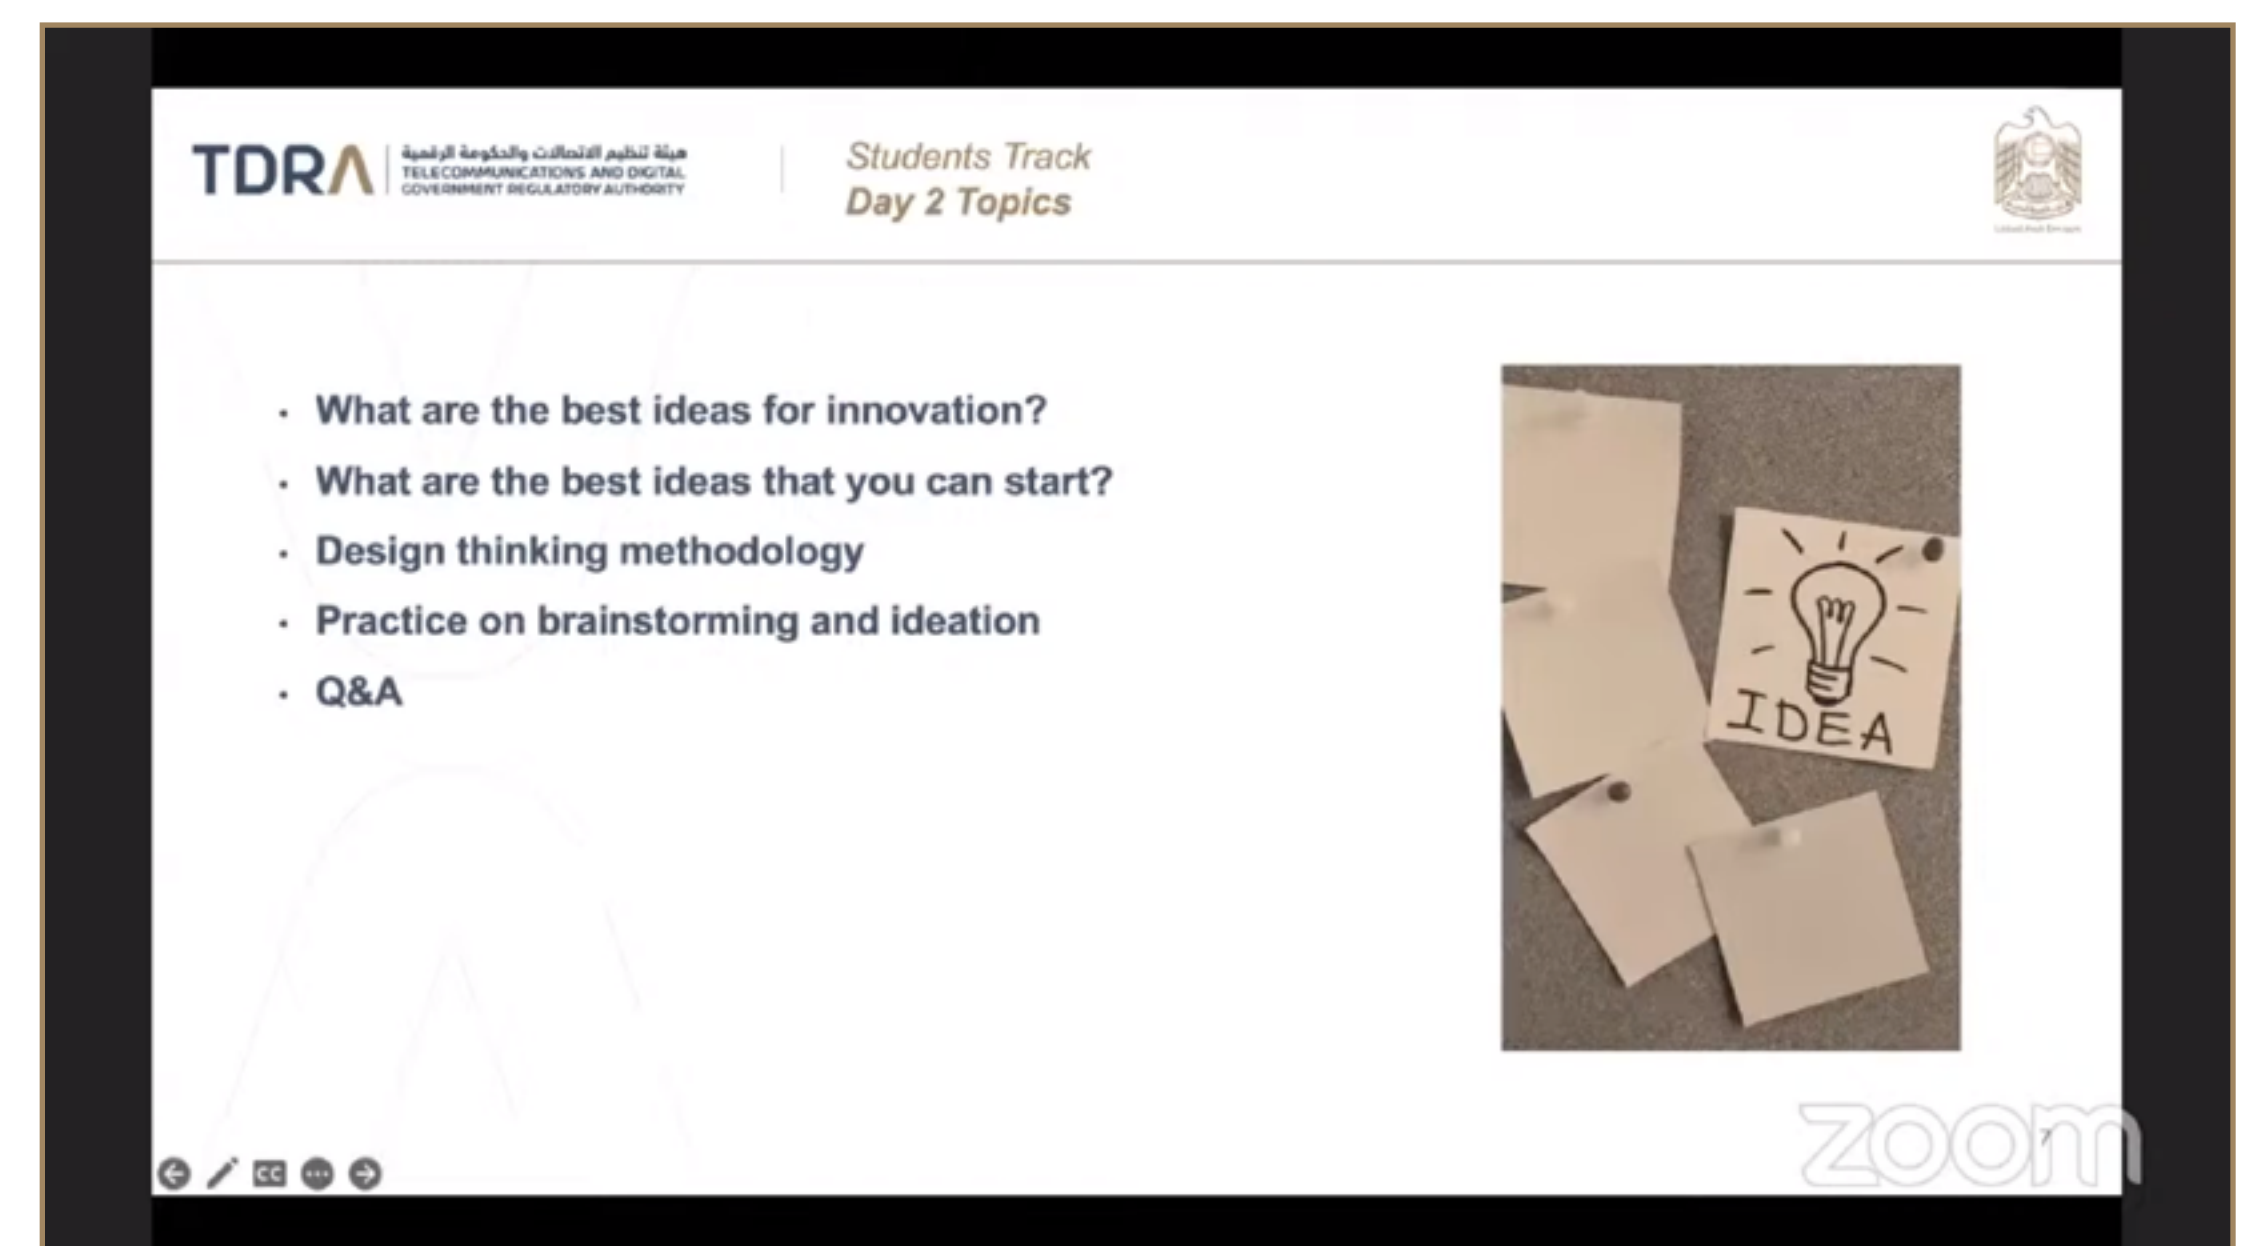 TDRA
هيئة تنظيم الاتصالات والحكومة الرقمية
TELECOMMUNICATIONS AND DIGITAL
GOVERNMENT REGULATORY AUTHORITY
Students Track
Day 2 Topics
• What are the best ideas for innovation?
• What are the best ideas that you can start?
• Design thinking methodology
• Practice on brainstorming and ideation
• Q&A
IDEA
7
zoom
CC